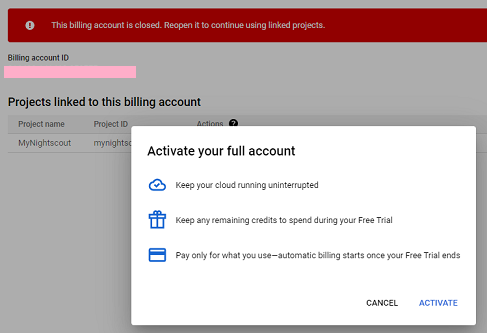 This billing account is closed. Reopen it to continue using linked projects.
Billing account ID
Projects linked to this billing account
Project name Project ID Actions ?
MyNightscout mynightsc
Activate your full account
Keep your cloud running uninterrupted
Keep any remaining credits to spend during your Free Trial
Pay only for what you use—automatic billing starts once your Free Trial ends
CANCEL ACTIVATE